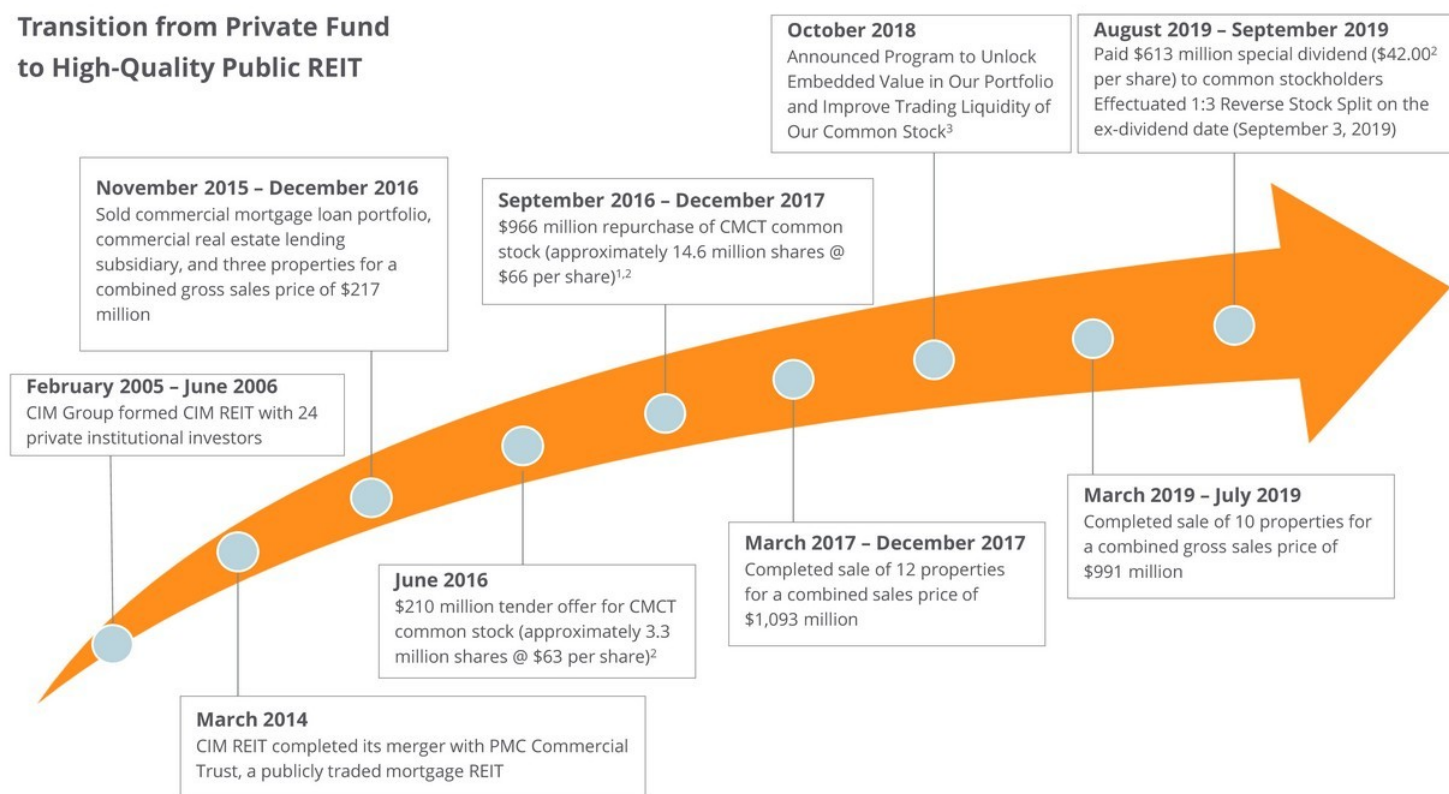 Transition from Private Fund
to High-Quality Public REIT
February 2005 – June 2006
CIM Group formed CIM REIT with 24
private institutional investors
March 2014
CIM REIT completed its merger with PMC Commercial
Trust, a publicly traded mortgage REIT
November 2015 – December 2016
Sold commercial mortgage loan portfolio,
commercial real estate lending
subsidiary, and three properties for a
combined gross sales price of $217
million
June 2016
$210 million tender offer for CMCT
common stock (approximately 3.3
million shares @ $63 per share)²
September 2016 – December 2017
$966 million repurchase of CMCT common
stock (approximately 14.6 million shares @
$66 per share)¹,²
March 2017 – December 2017
Completed sale of 12 properties
for a combined sales price of
$1,093 million
October 2018
Announced Program to Unlock
Embedded Value in Our Portfolio
and Improve Trading Liquidity of
Our Common Stock³
March 2019 – July 2019
Completed sale of 10 properties for
a combined gross sales price of
$991 million
August 2019 – September 2019
Paid $613 million special dividend ($42.00²
per share) to common stockholders
Effectuated 1:3 Reverse Stock Split on the
ex-dividend date (September 3, 2019)